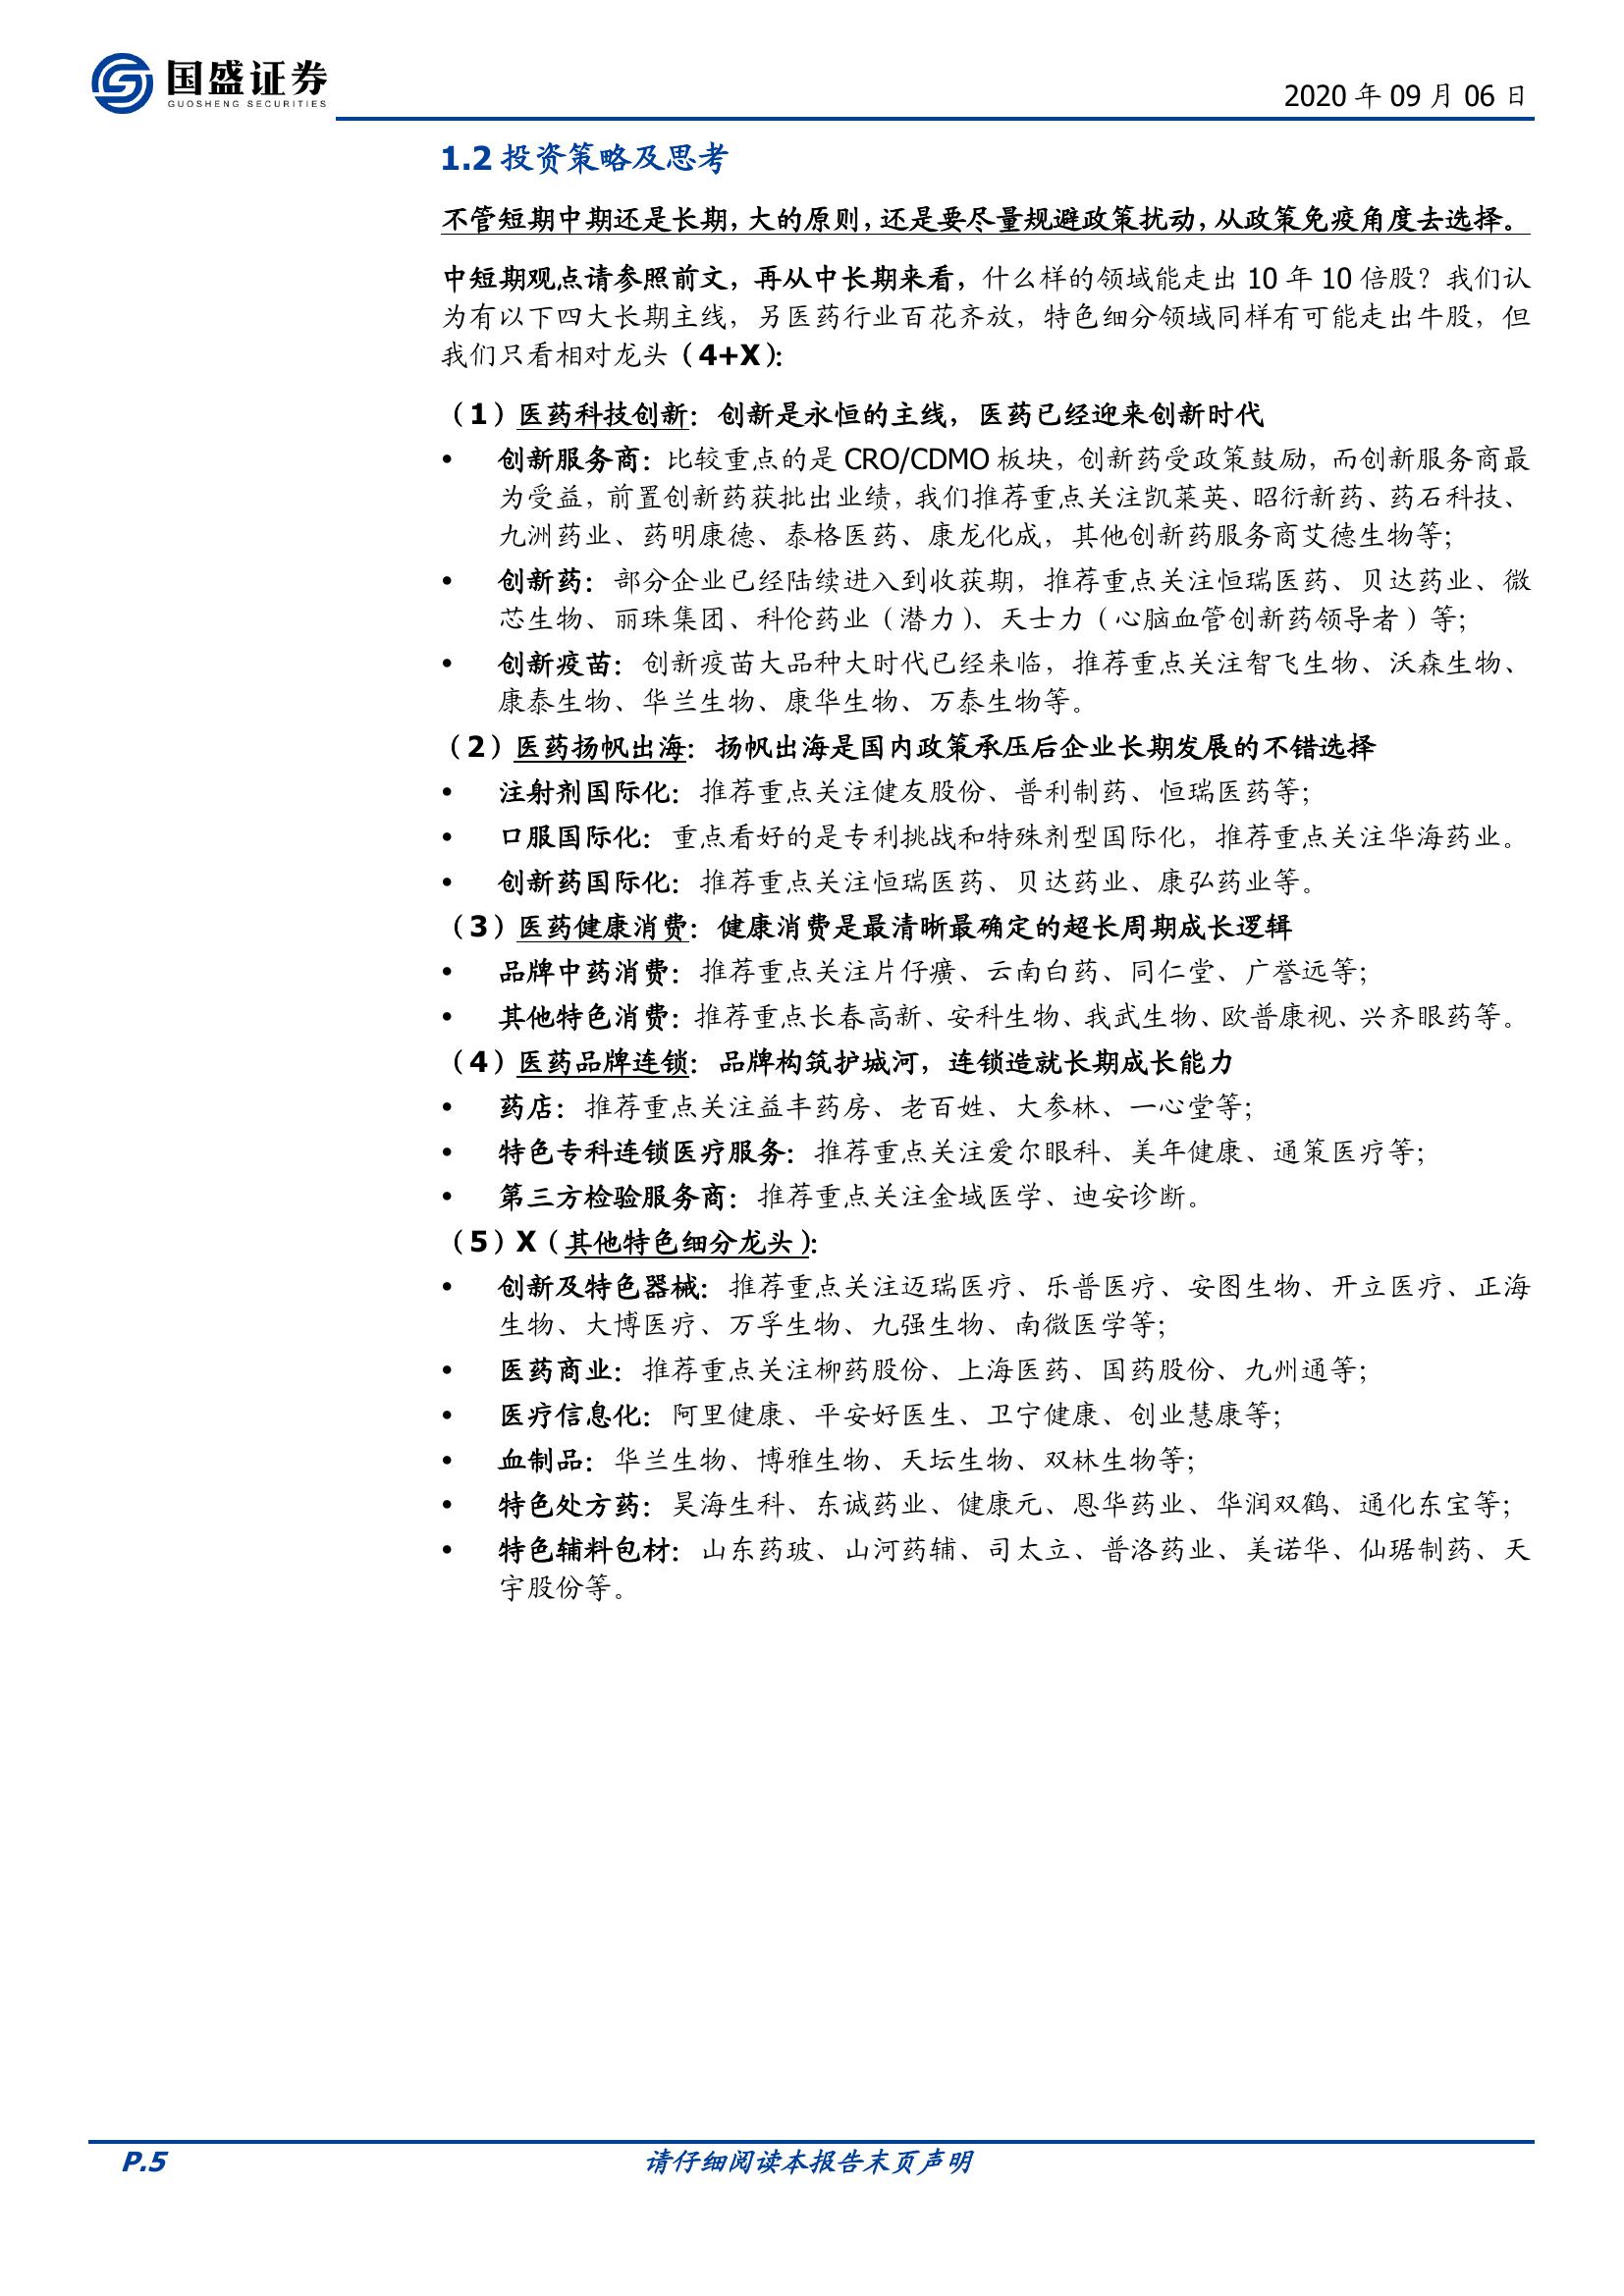 国盛证券
GUOSHENG SECURITIES
2020 年 09 月 06 日
1.2 投资策略及思考
不管短期中期还是长期，大的原则，还是要尽量规避政策扰动，从政策免疫角度去选择。
中短期观点请参照前文，再从中长期来看，什么样的领域能走出 10 年 10 倍股？我们认
为有以下四大长期主线，另医药行业百花齐放，特色细分领域同样有可能走出牛股，但
我们只看相对龙头（4+X）：
（1）医药科技创新：创新是永恒的主线，医药已经迎来创新时代
• 创新服务商：比较重点的是 CRO/CDMO 板块，创新药受政策鼓励，而创新服务商最
为受益，前置创新药获批出业绩，我们推荐重点关注凯莱英、昭衍新药、药石科技、
九洲药业、药明康德、泰格医药、康龙化成，其他创新药服务商艾德生物等；
• 创新药：部分企业已经陆续进入到收获期，推荐重点关注恒瑞医药、贝达药业、微
芯生物、丽珠集团、科伦药业（潜力）、天士力（心脑血管创新药领导者）等；
• 创新疫苗：创新疫苗大品种大时代已经来临，推荐重点关注智飞生物、沃森生物、
康泰生物、华兰生物、康华生物、万泰生物等。
（2）医药扬帆出海：扬帆出海是国内政策承压后企业长期发展的不错选择
• 注射剂国际化：推荐重点关注健友股份、普利制药、恒瑞医药等；
• 口服国际化：重点看好的是专利挑战和特殊剂型国际化，推荐重点关注华海药业。
• 创新药国际化：推荐重点关注恒瑞医药、贝达药业、康弘药业等。
（3）医药健康消费：健康消费是最清晰最确定的超长周期成长逻辑
• 品牌中药消费：推荐重点关注片仔癀、云南白药、同仁堂、广誉远等；
• 其他特色消费：推荐重点长春高新、安科生物、我武生物、欧普康视、兴齐眼药等。
（4）医药品牌连锁：品牌构筑护城河，连锁造就长期成长能力
• 药店：推荐重点关注益丰药房、老百姓、大参林、一心堂等；
• 特色专科连锁医疗服务：推荐重点关注爱尔眼科、美年健康、通策医疗等；
• 第三方检验服务商：推荐重点关注金域医学、迪安诊断。
（5）X（其他特色细分龙头）：
• 创新及特色器械：推荐重点关注迈瑞医疗、乐普医疗、安图生物、开立医疗、正海
生物、大博医疗、万孚生物、九强生物、南微医学等；
• 医药商业：推荐重点关注柳药股份、上海医药、国药股份、九州通等；
• 医疗信息化：阿里健康、平安好医生、卫宁健康、创业慧康等；
• 血制品：华兰生物、博雅生物、天坛生物、双林生物等；
• 特色处方药：昊海生科、东诚药业、健康元、恩华药业、华润双鹤、通化东宝等；
• 特色辅料包材：山东药玻、山河药辅、司太立、普洛药业、美诺华、仙琚制药、天
宇股份等。
P.5
请仔细阅读本报告末页声明